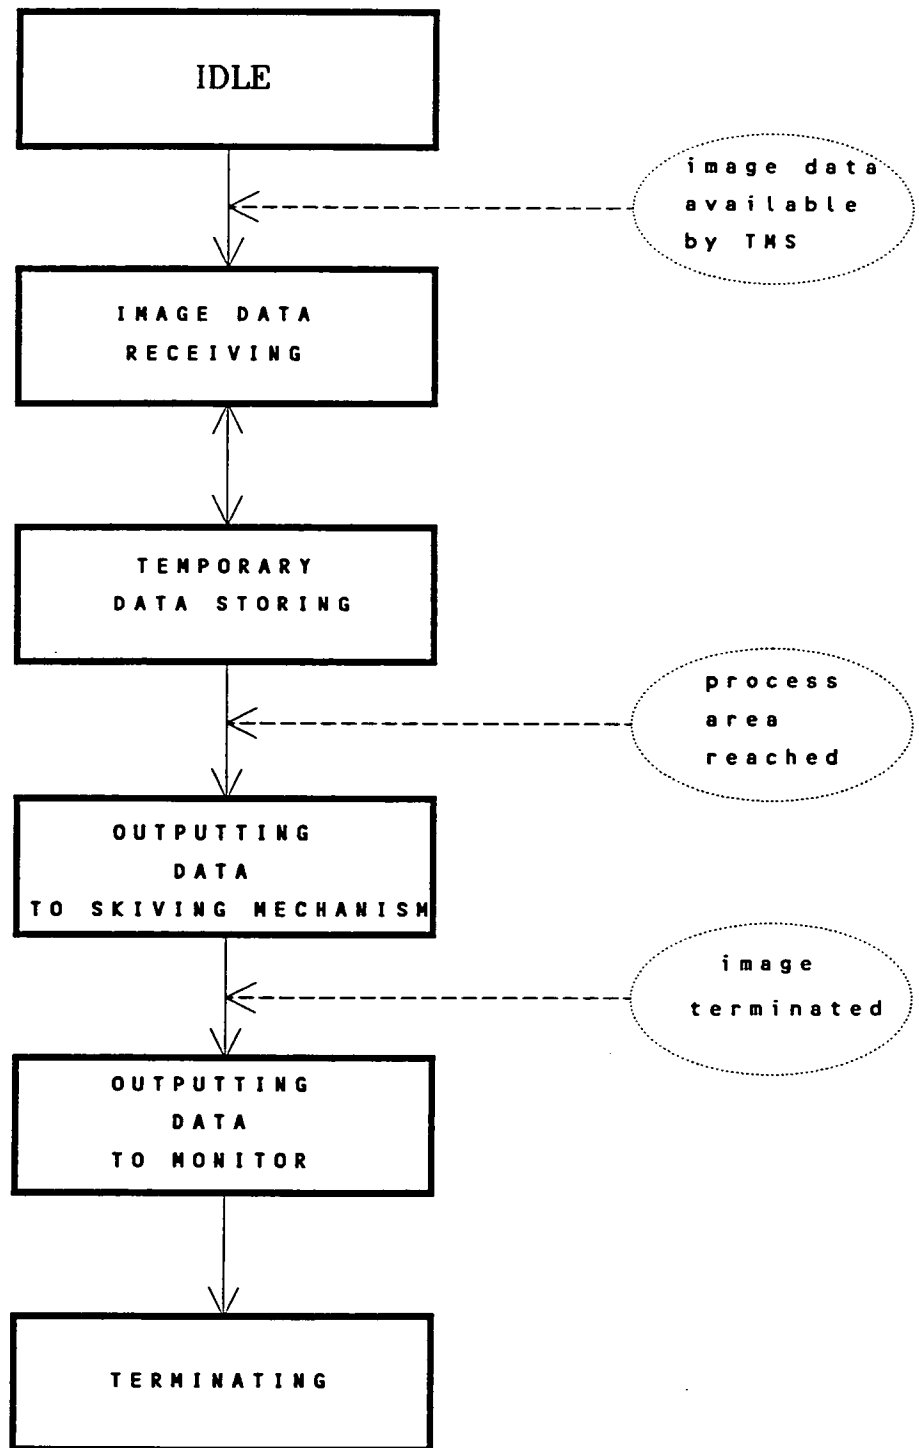 IDLE
image data
available
by TMS
IMAGE DATA
RECEIVING
TEMPORARY
DATA STORING
process
area
reached
OUTPUTTING
DATA
TO SKIVING MECHANISM
image
terminated
OUTPUTTING
DATA
TO MONITOR
TERMINATING